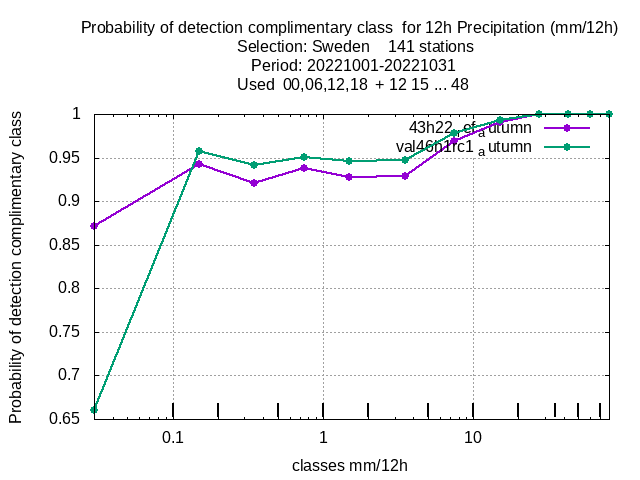 Probability of detection complimentary class  for 12h Precipitation (mm/12h)
Selection: Sweden    141 stations
Period: 20221001-20221031
Used  00,06,12,18  + 12 15 ... 48
Probability of detection complimentary class
1
0.95
0.9
0.85
0.8
0.75
0.7
0.65
43h22_ref_autumn
val46h1rc1_autumn
0.1
1
10
classes mm/12h